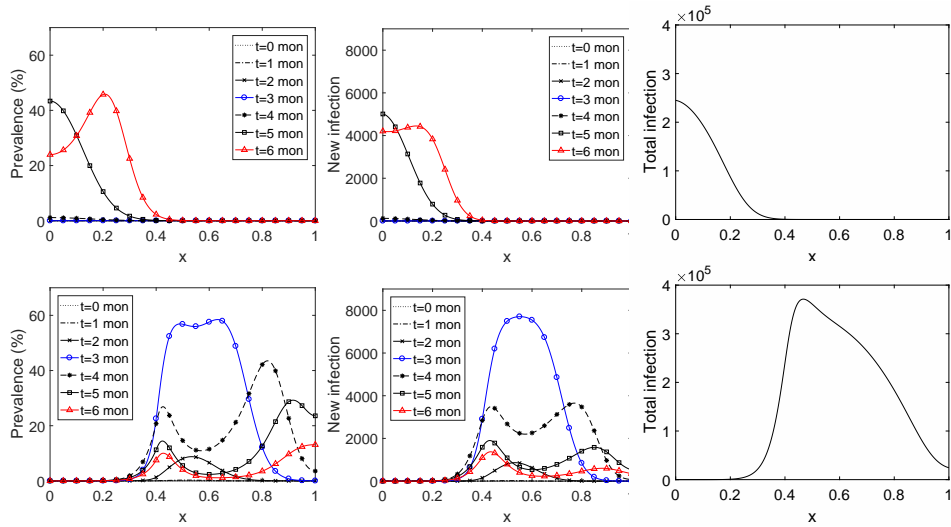 Prevalence (%)
60
40
20
0
0 0.2 0.4 0.6 0.8 1
x
t=0 mon
t=1 mon
t=2 mon
t=3 mon
t=4 mon
t=5 mon
t=6 mon
New infection
8000
6000
4000
2000
0
0 0.2 0.4 0.6 0.8 1
x
t=0 mon
t=1 mon
t=2 mon
t=3 mon
t=4 mon
t=5 mon
t=6 mon
×10⁵
Total infection
4
3
2
1
0
0 0.2 0.4 0.6 0.8 1
x
Prevalence (%)
60
40
20
0
0 0.2 0.4 0.6 0.8 1
x
t=0 mon
t=1 mon
t=2 mon
t=3 mon
t=4 mon
t=5 mon
t=6 mon
New infection
8000
6000
4000
2000
0
0 0.2 0.4 0.6 0.8 1
x
t=0 mon
t=1 mon
t=2 mon
t=3 mon
t=4 mon
t=5 mon
t=6 mon
×10⁵
Total infection
4
3
2
1
0
0 0.2 0.4 0.6 0.8 1
x